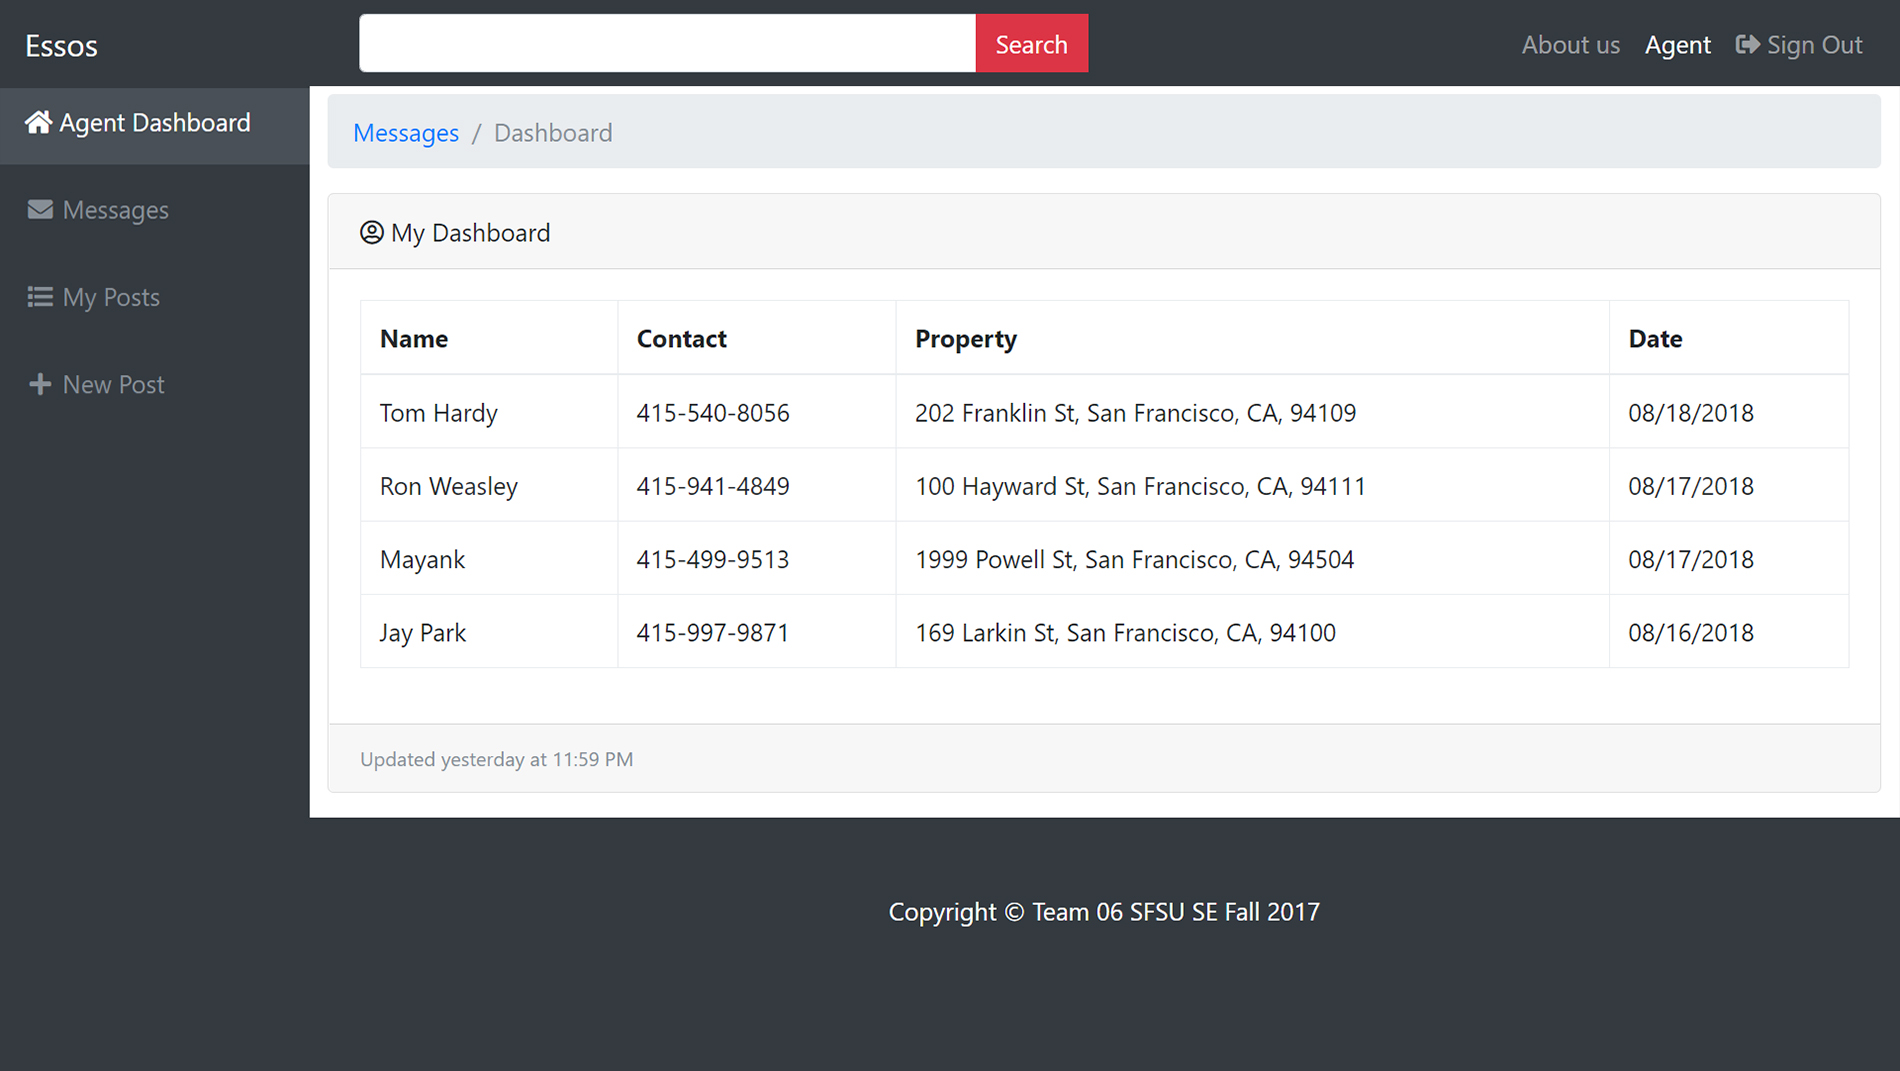 Essos
Search
About us
Agent
Sign Out
Agent Dashboard
Messages
My Posts
New Post
Messages / Dashboard
My Dashboard
Name Contact Property Date
Tom Hardy 415-540-8056 202 Franklin St, San Francisco, CA, 94109 08/18/2018
Ron Weasley 415-941-4849 100 Hayward St, San Francisco, CA, 94111 08/17/2018
Mayank 415-499-9513 1999 Powell St, San Francisco, CA, 94504 08/17/2018
Jay Park 415-997-9871 169 Larkin St, San Francisco, CA, 94100 08/16/2018
Updated yesterday at 11:59 PM
Copyright © Team 06 SFSU SE Fall 2017